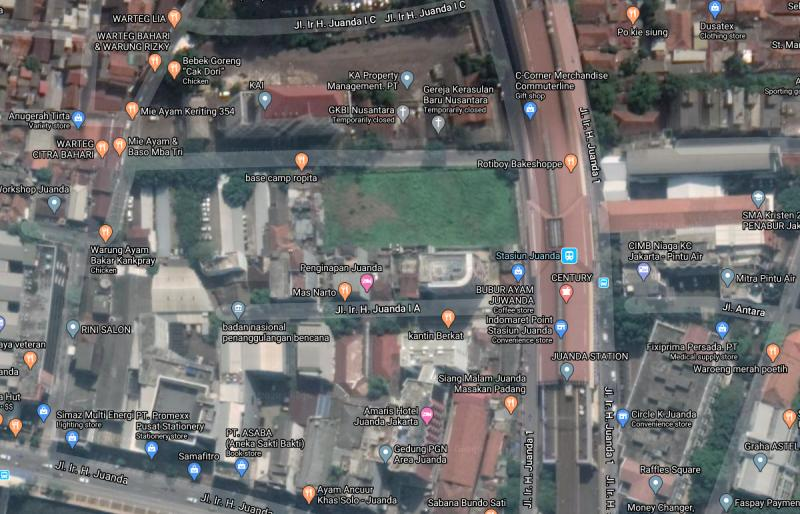 WARTEG LIA
Jl. Ir H. Juanda I C
Jl. Ir H. Juanda I C
Po kie siung
Dusatex
Clothing store
St. Ma
WARTEG BAHARI
& WARUNG RIZKY
Bebek Goreng
"Cak Dori"
Chicken
KA Property
Management. PT
KAI
Gereja Kerasulan
Baru Nusantara
Temporarily closed
C-Corner Merchandise
Commuterline
Gift shop
Sporting go
Anugerah Tirta
Variety store
Mie Ayam Keriting 354
GKBI Nusantara
Temporarily closed
Jl. Ir. H. Juanda 1
WARTEG
CITRA BAHARI
Mie Ayam &
Baso Mba Tri
base camp ropita
Rotiboy Bakeshoppe
Workshop Juanda
SMA Kristen 2
PENABUR Jak
Warung Ayam
Bakar Kankpray
Chicken
Stasiun Juanda
CIMB Niaga KC
Jakarta - Pintu Air
Penginapan Juanda
Mas Narto
BUBUR AYAM
JUWANDA
Coffee store
CENTURY
Mitra Pintu Air
Jl. Ir. H. Juanda I A
Jl. Antara
RINI SALON
badan nasional
penanggulangan bencana
kantin Berkat
Indomaret Point
Stasiun Juanda
Convenience store
Fixiprima Persada. PT
Medical supply store
aya veteran
JUANDA STATION
Waroeng merah poetih
anda
Siang Malam Juanda
Masakan Padang
a Hut
- $$
Simaz Multi Energi
Lighting store
PT. Promexx
Pusat Stationery
Stationery store
Amaris Hotel
Juanda Jakarta
Circle K Juanda
Convenience store
PT. ASABA
(Aneka Sakti Bakti)
Book store
Samafitro
Gedung PGN
Area Juanda
Jl. Ir. H. Juanda 1
Jl. Ir. H. Juanda 1
Graha ASTEL
Jl. Ir. H. Juanda
Jl. Ir. H. Juanda
Raffles Square
Ayam Ancuur
Khas Solo - Juanda
Sabana Bundo Sati
Money Changer,
Faspay Paymen